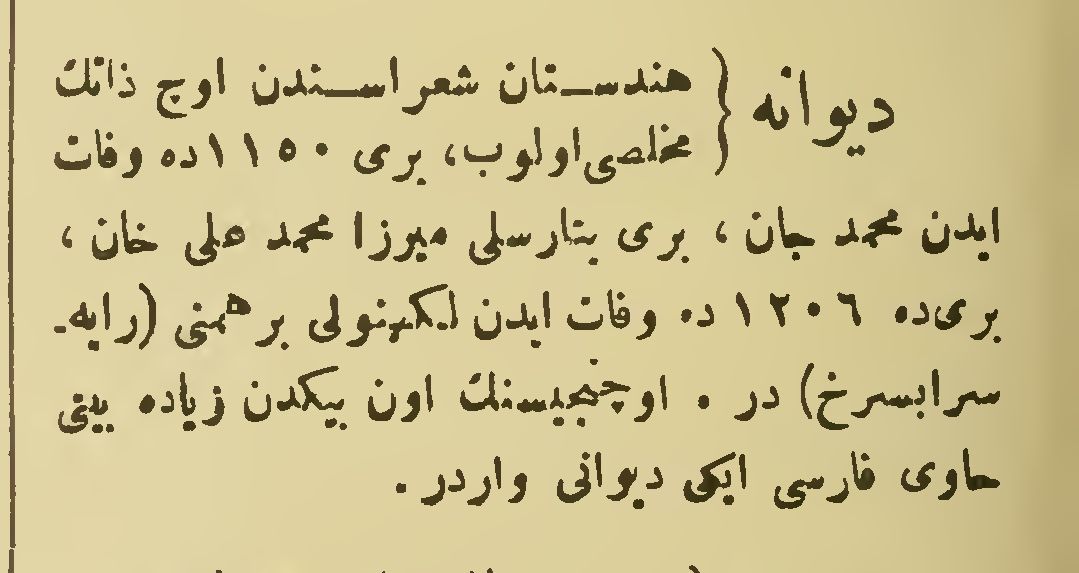 دیوانه { هندستان شعراسندن اوچ ذاتك
مخلصی اولوب، بری ۱۱۵۰ ده وفات
ایدن محمد جان ، بری بنارسلی میرزا محمد علی خان ،
بری‌ده ۱۲۰٦ ده وفات ایدن لکهنولی برهمنی (رایه‌ـ
سرابسرخ) در . اوچنجیسنك اون بیکدن زیاده بیتی
حاوی فارسی ایکی دیوانی واردر .